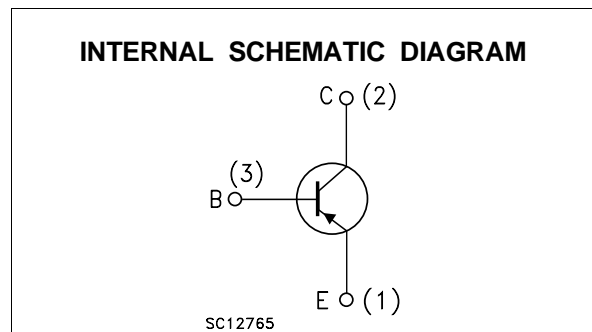 INTERNAL SCHEMATIC DIAGRAM
C (2)
(3)
B
E (1)
SC12765